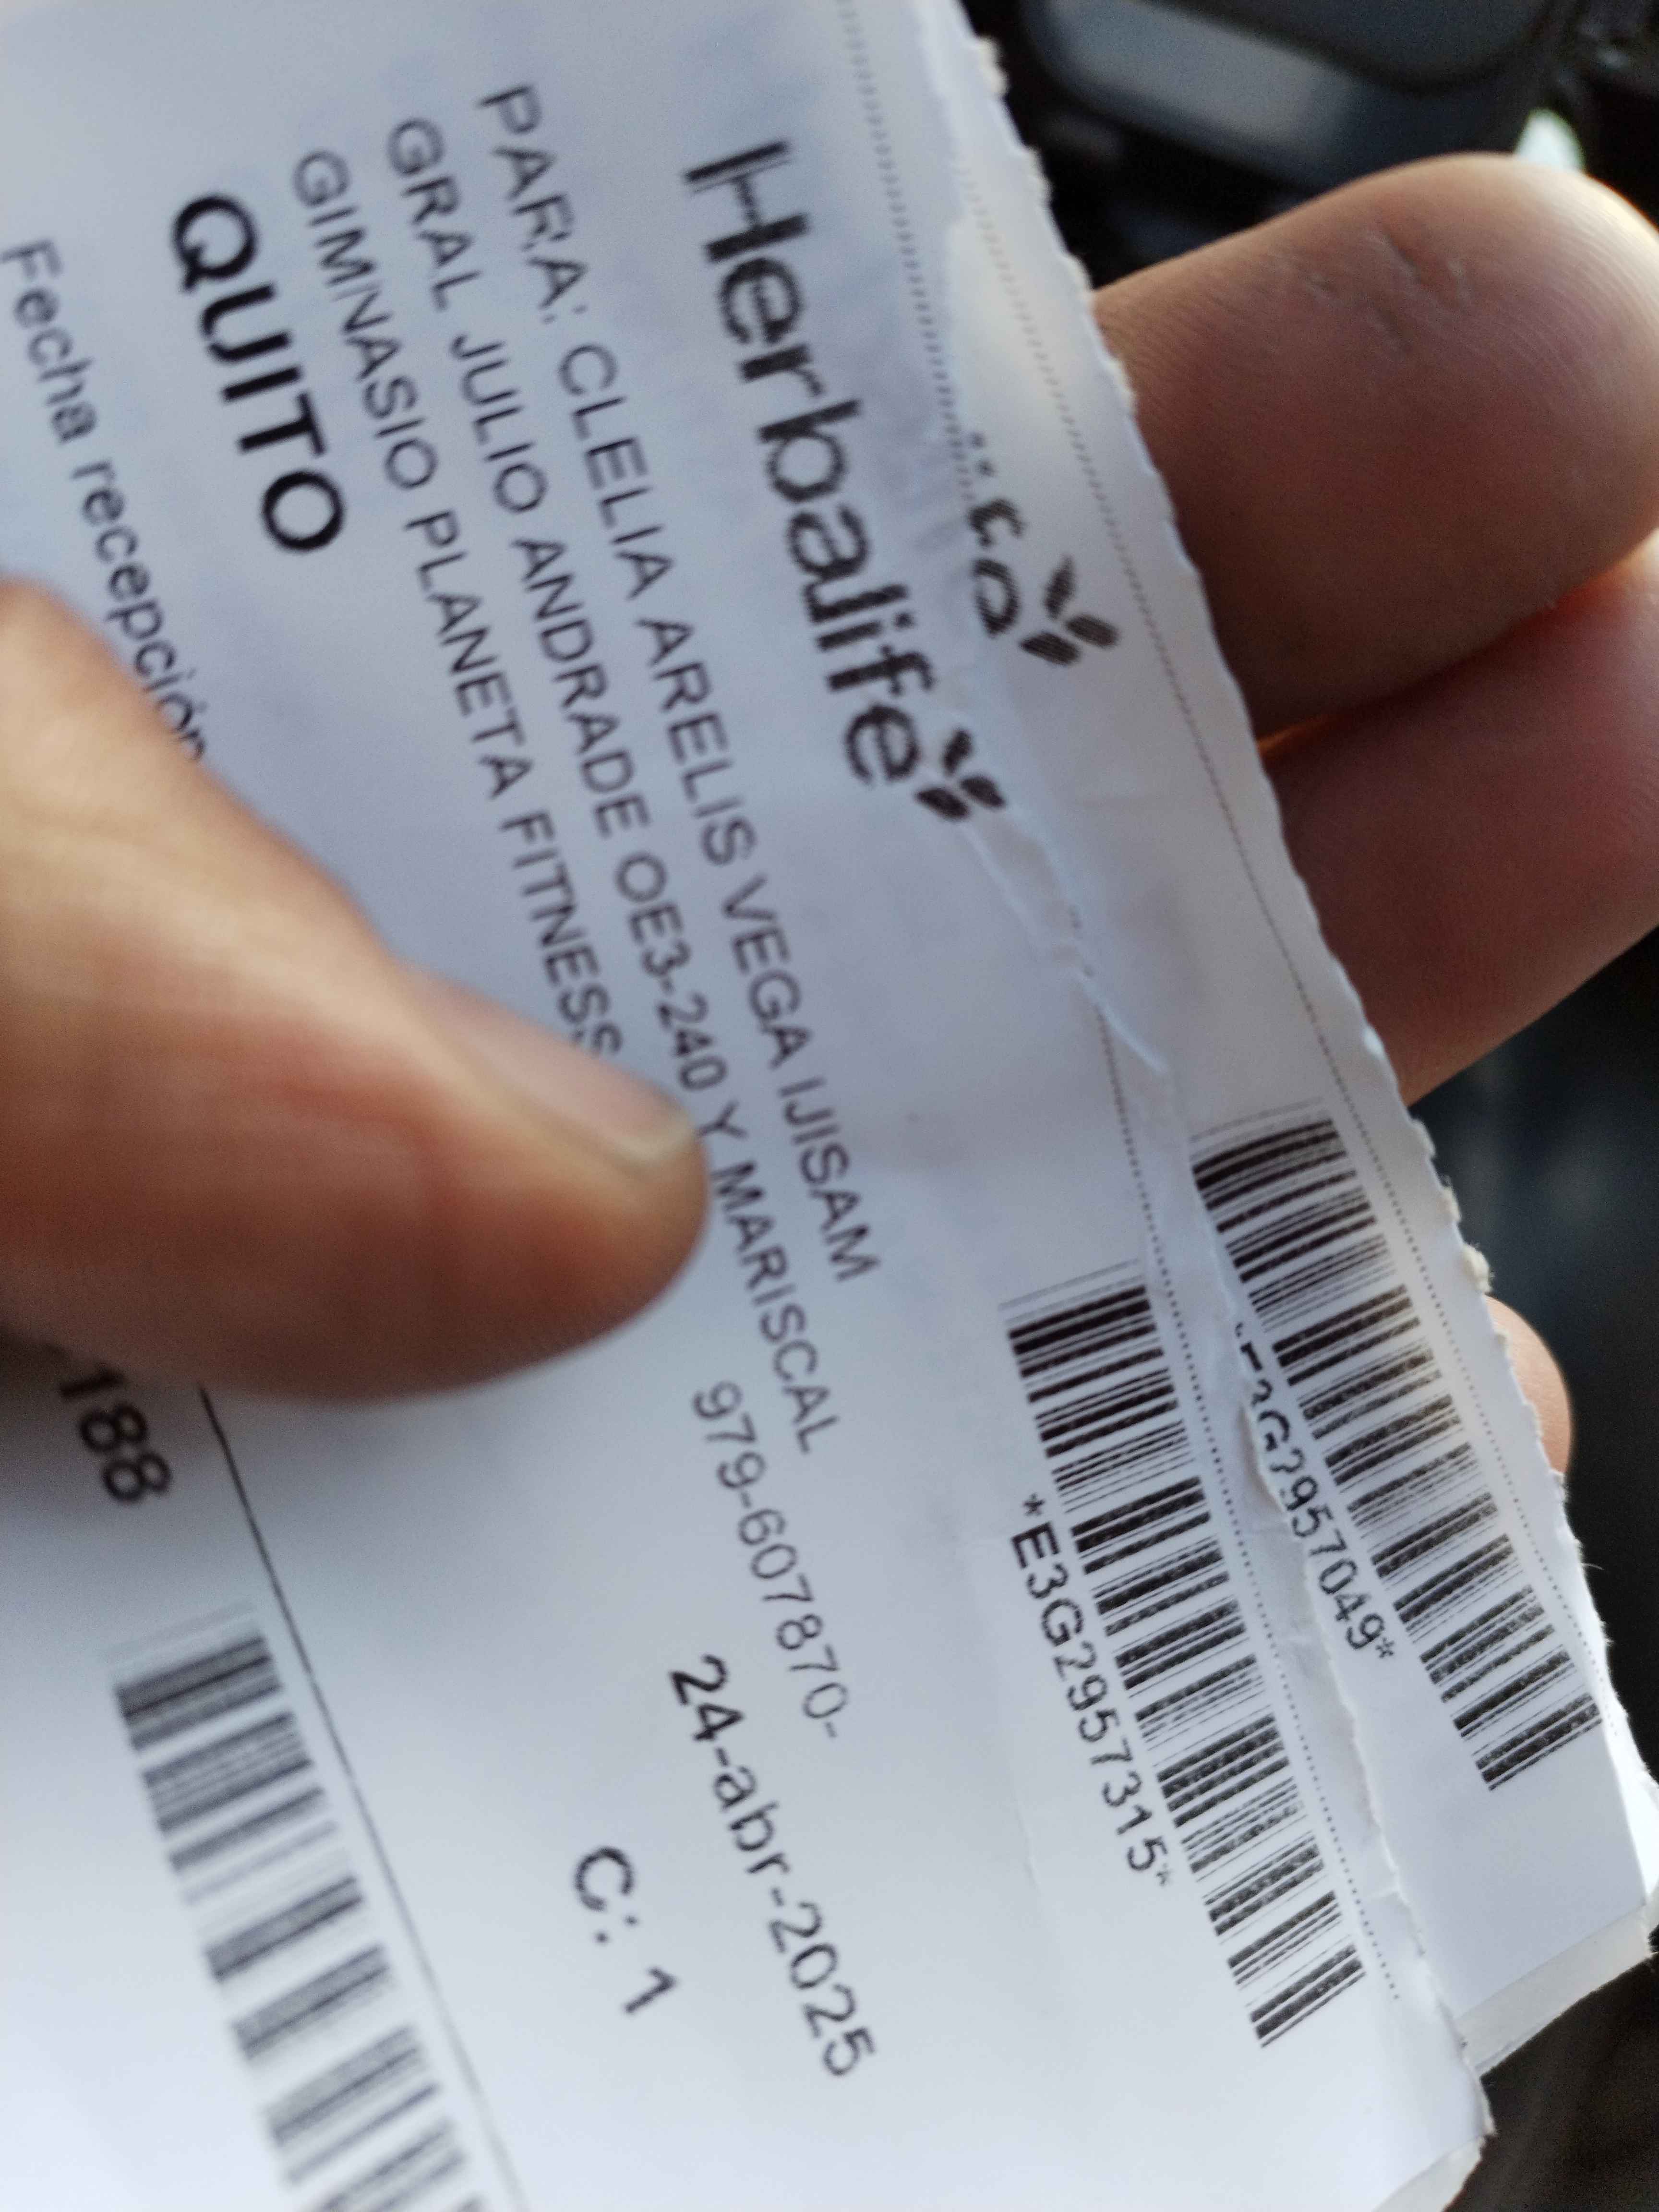 *E3G2957315*
Herbalife
PARA: CLELIA ARELIS VEGA IJISAM
GRAL JULIO ANDRADE OE3-240 Y MARISCAL
GIMNASIO PLANETA FITNESS
979-607870-
QUITO
24-abr-2025
C: 1
Fecha recepción
188